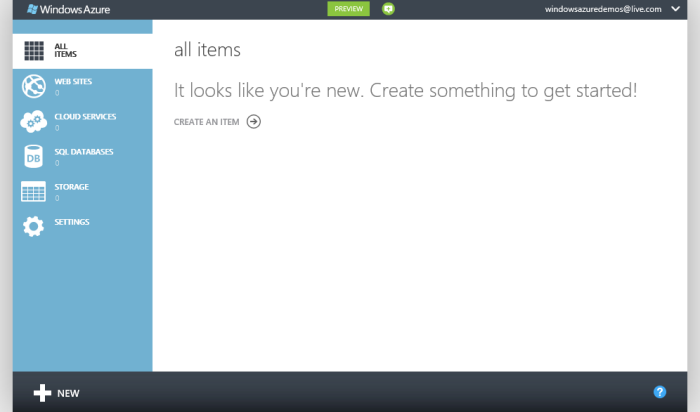 Windows Azure
PREVIEW
windowsazuredemos@live.com
ALL
ITEMS
WEB SITES
0
CLOUD SERVICES
0
DB
SQL DATABASES
0
STORAGE
0
SETTINGS
all items
It looks like you're new. Create something to get started!
CREATE AN ITEM
NEW
?